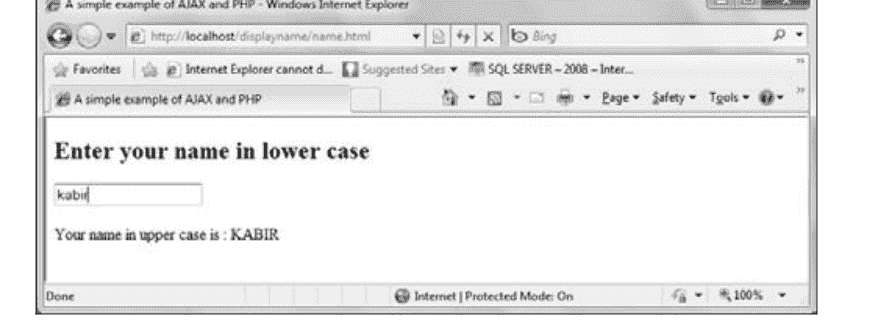 A simple example of AJAX and PHP - Windows Internet Explorer
http://localhost/displayname/name.html
Bing
Favorites Internet Explorer cannot d... Suggested Sites SQL SERVER – 2008 – Inter...
A simple example of AJAX and PHP Page Safety Tools
Enter your name in lower case
kabir
Your name in upper case is : KABIR
Done Internet | Protected Mode: On 100%